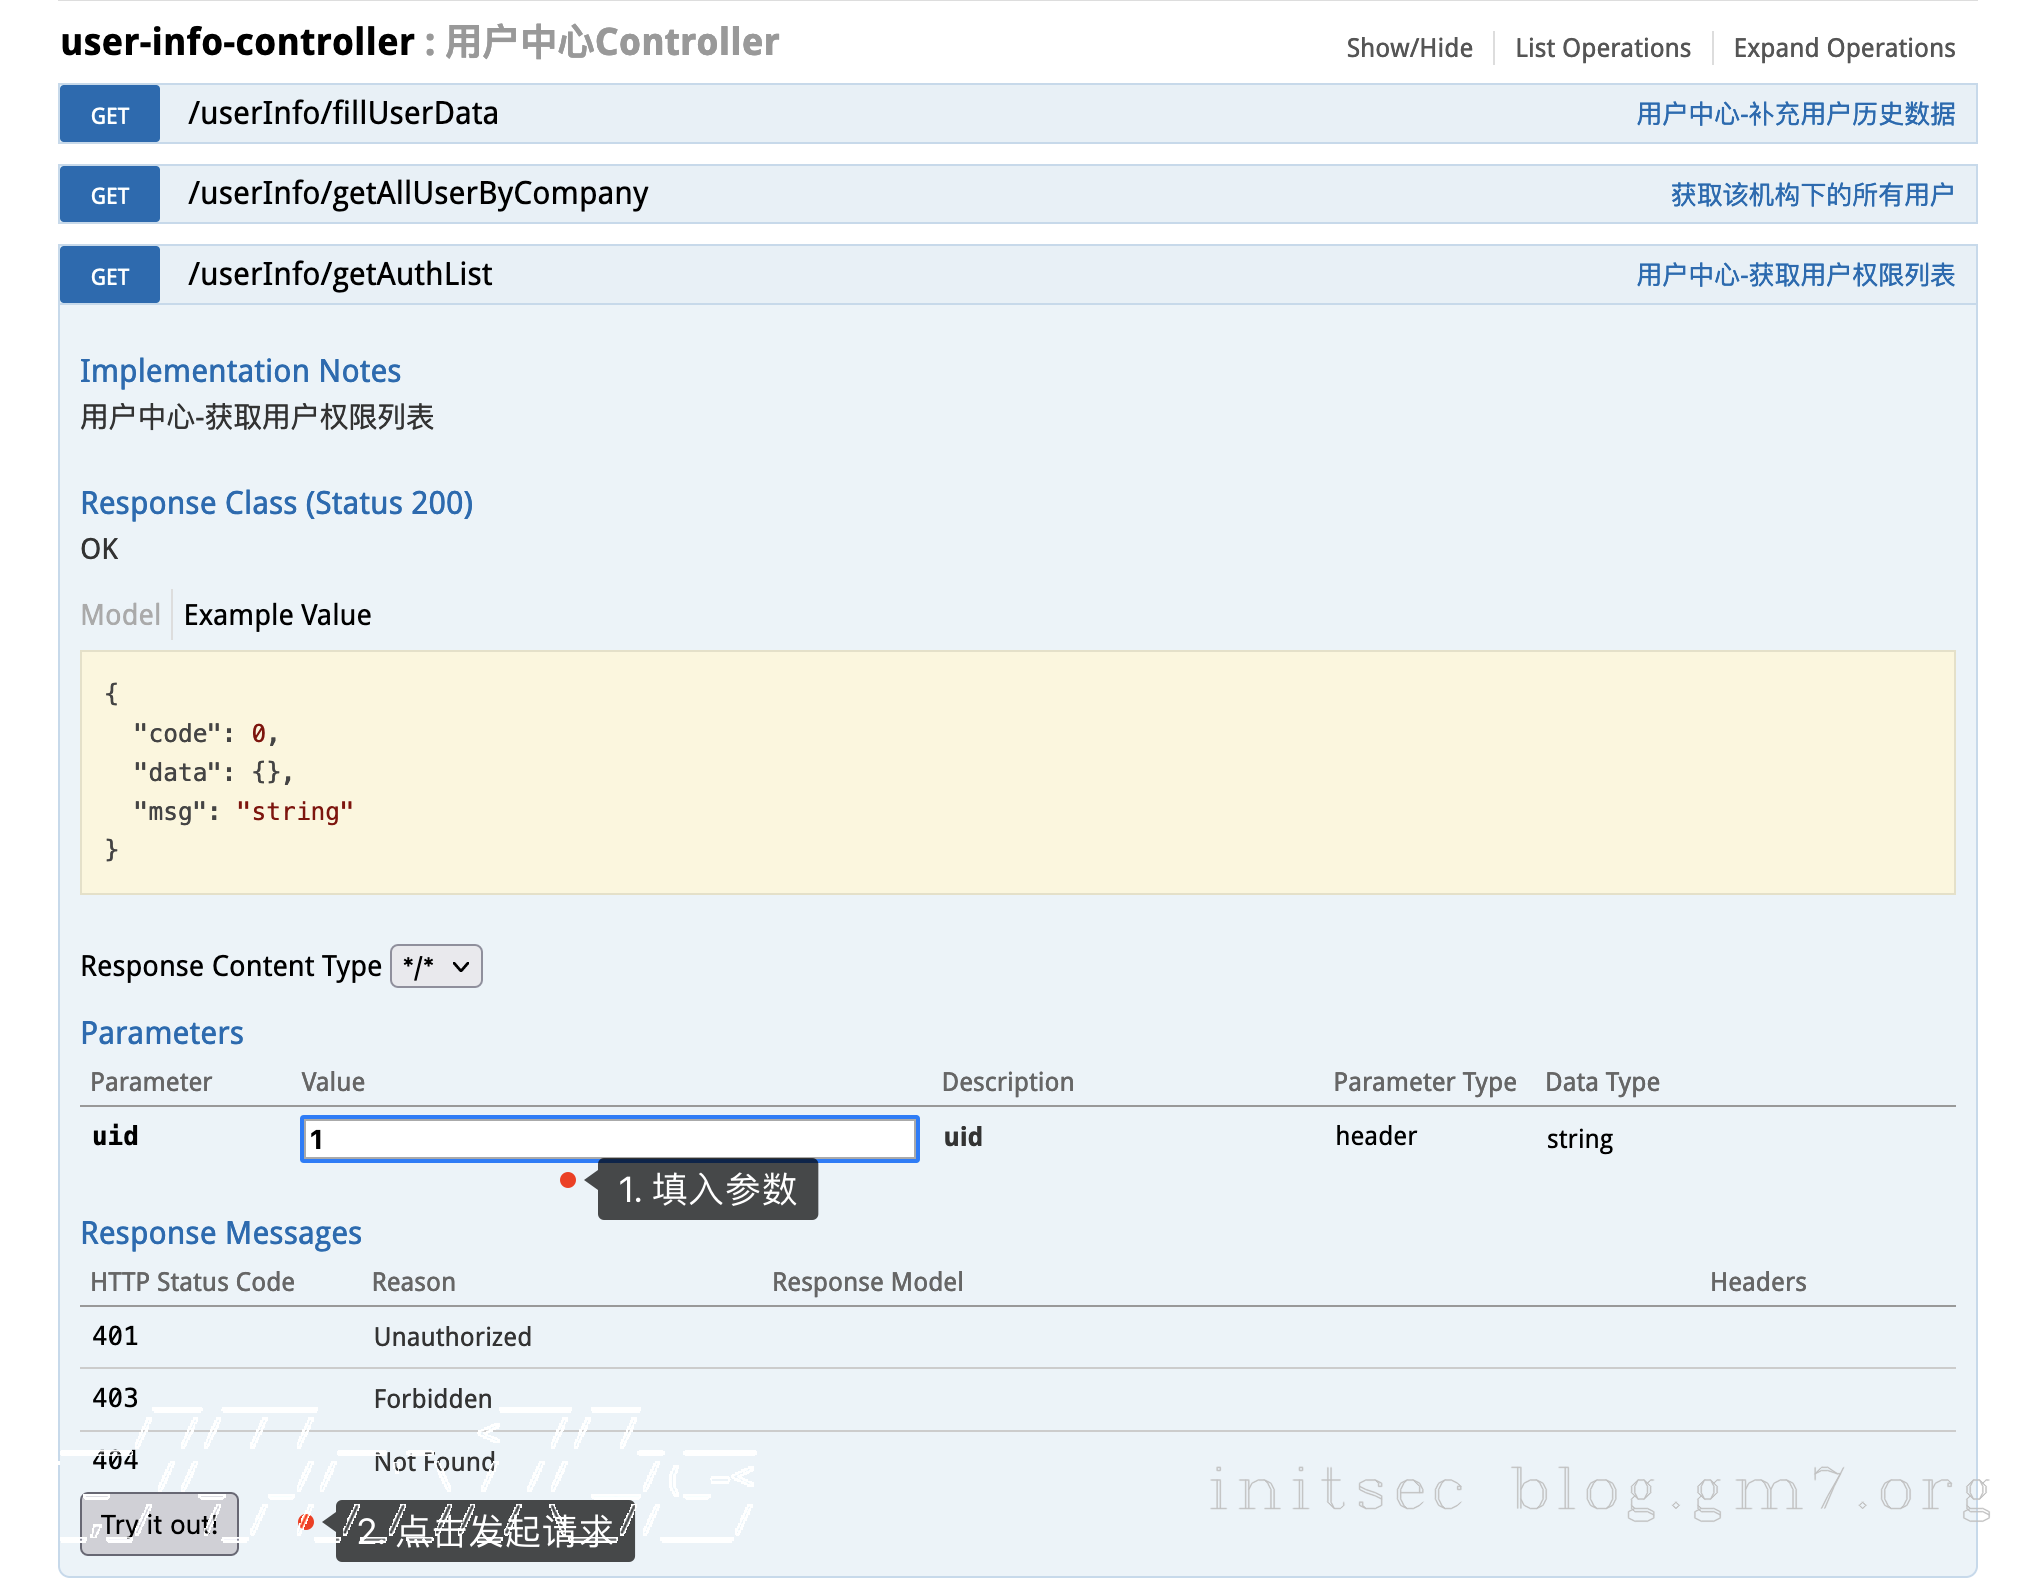 user-info-controller : 用户中心Controller
Show/Hide
List Operations
Expand Operations
GET /userInfo/fillUserData 用户中心-补充用户历史数据
GET /userInfo/getAllUserByCompany 获取该机构下的所有用户
GET /userInfo/getAuthList 用户中心-获取用户权限列表
Implementation Notes
用户中心-获取用户权限列表
Response Class (Status 200)
OK
Model Example Value
{
"code": 0,
"data": {},
"msg": "string"
}
Response Content Type */*
Parameters
Parameter Value Description Parameter Type Data Type
uid 1 uid header string
1. 填入参数
Response Messages
HTTP Status Code Reason Response Model Headers
401 Unauthorized
403 Forbidden
404 Not Found
initsec blog.gm7.org
Try it out!
2. 点击发起请求